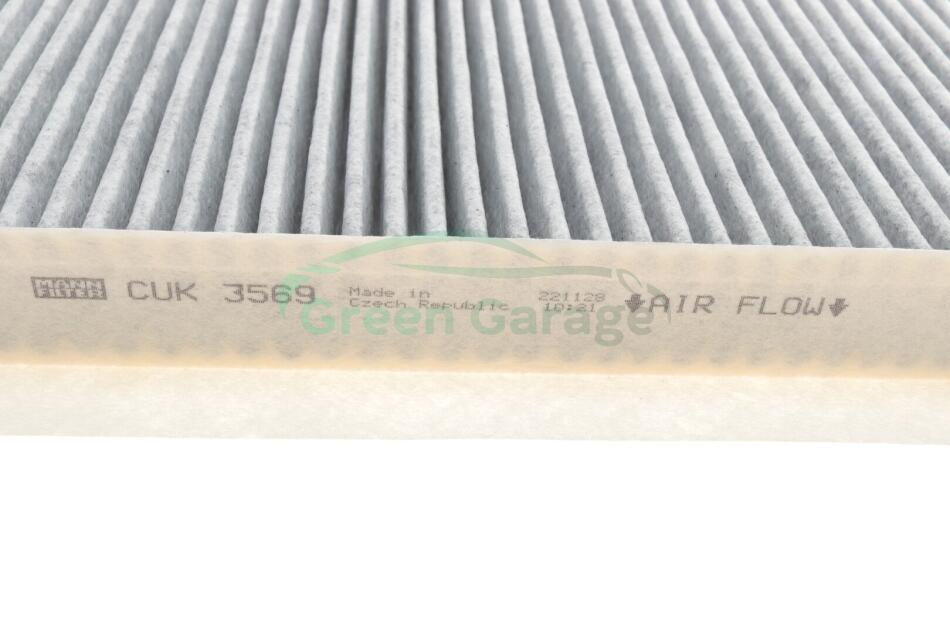 MANN FILTER CUK 3569 Made in Czech Republic 221128 10:21 AIR FLOW
Green Garage